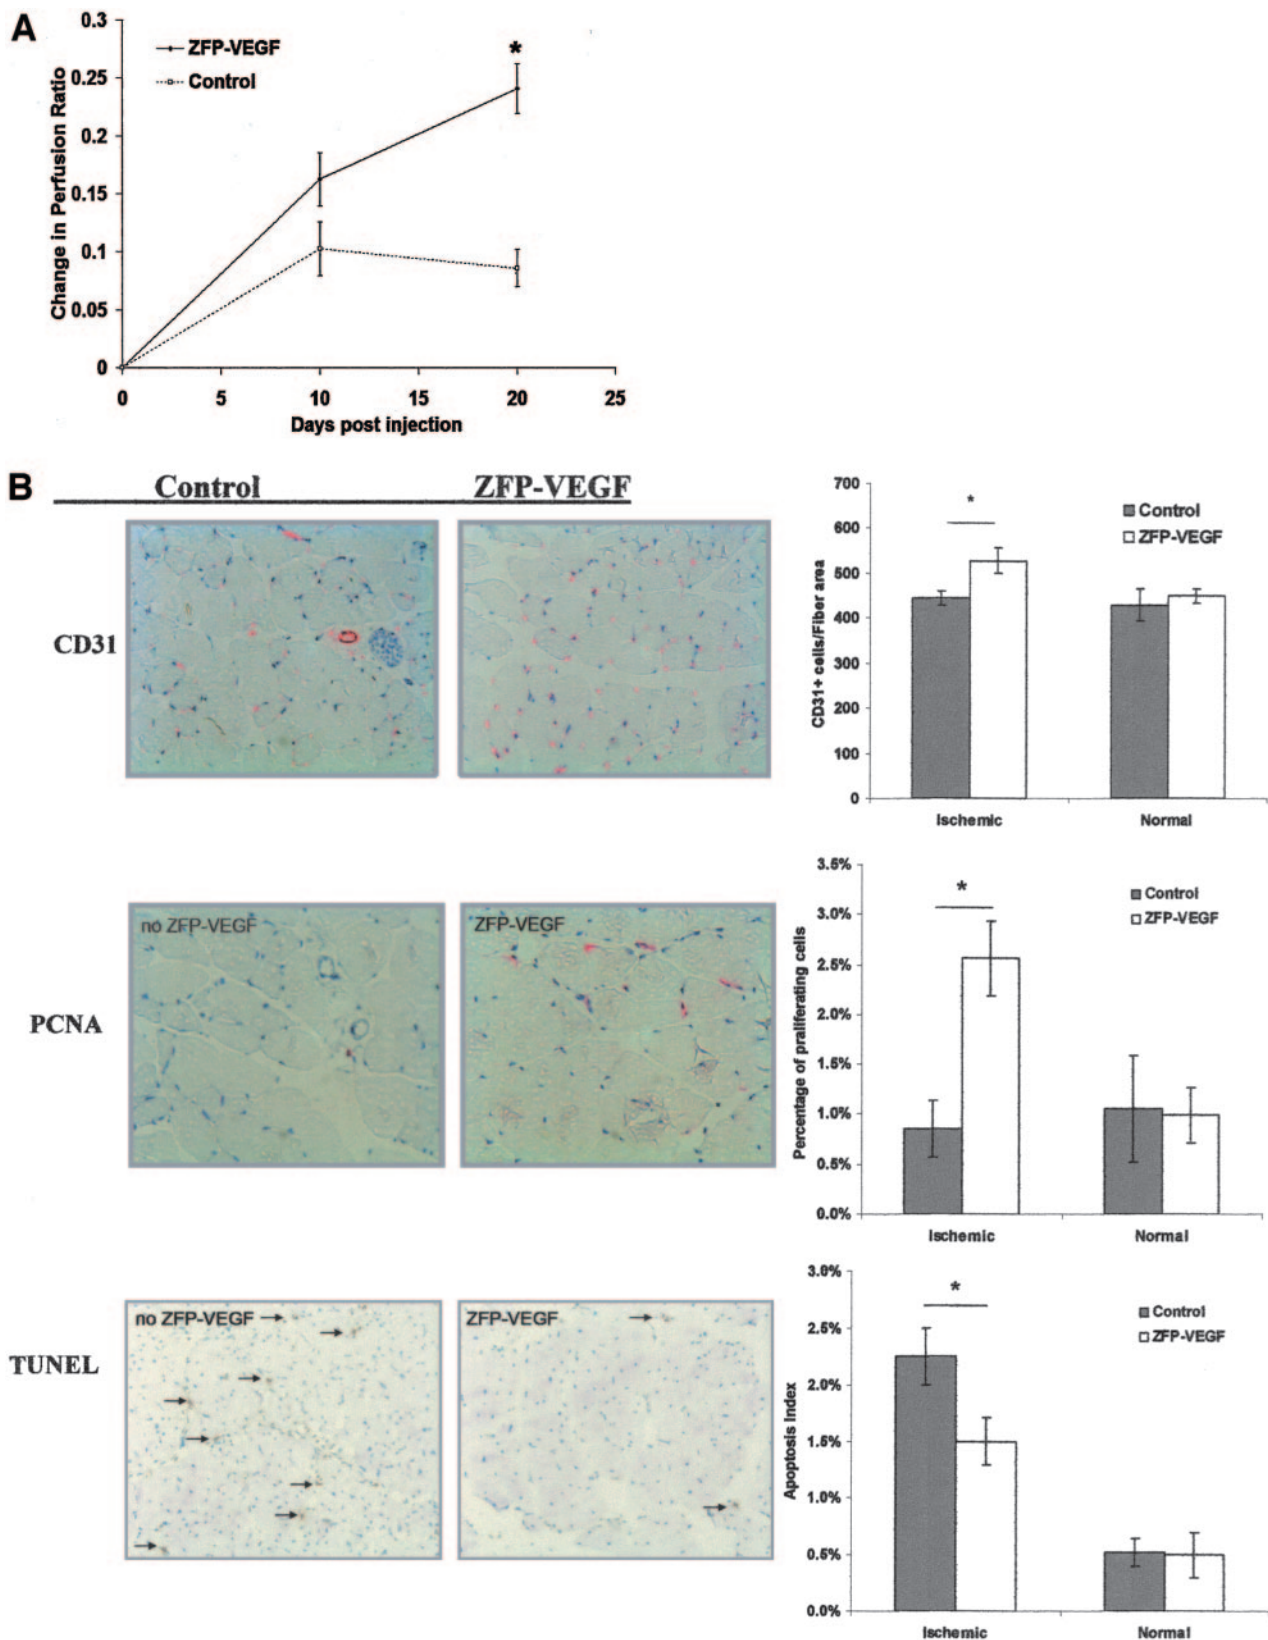 A
0.3
0.25
0.2
0.15
0.1
0.05
0
ZFP-VEGF
Control
*
Change in Perfusion Ratio
0 5 10 15 20 25
Days post injection
B
Control ZFP-VEGF
CD31
700
600
500
400
300
200
100
0
*
Control
ZFP-VEGF
CD31+ cells/Fiber area
Ischemic Normal
PCNA
no ZFP-VEGF
ZFP-VEGF
3.5%
3.0%
2.5%
2.0%
1.5%
1.0%
0.5%
0.0%
*
Control
ZFP-VEGF
Percentage of praliferating cells
Ischemic Normal
TUNEL
no ZFP-VEGF
ZFP-VEGF
3.0%
2.5%
2.0%
1.5%
1.0%
0.5%
0.0%
*
Control
ZFP-VEGF
Apoptosis Index
Ischemic Normal